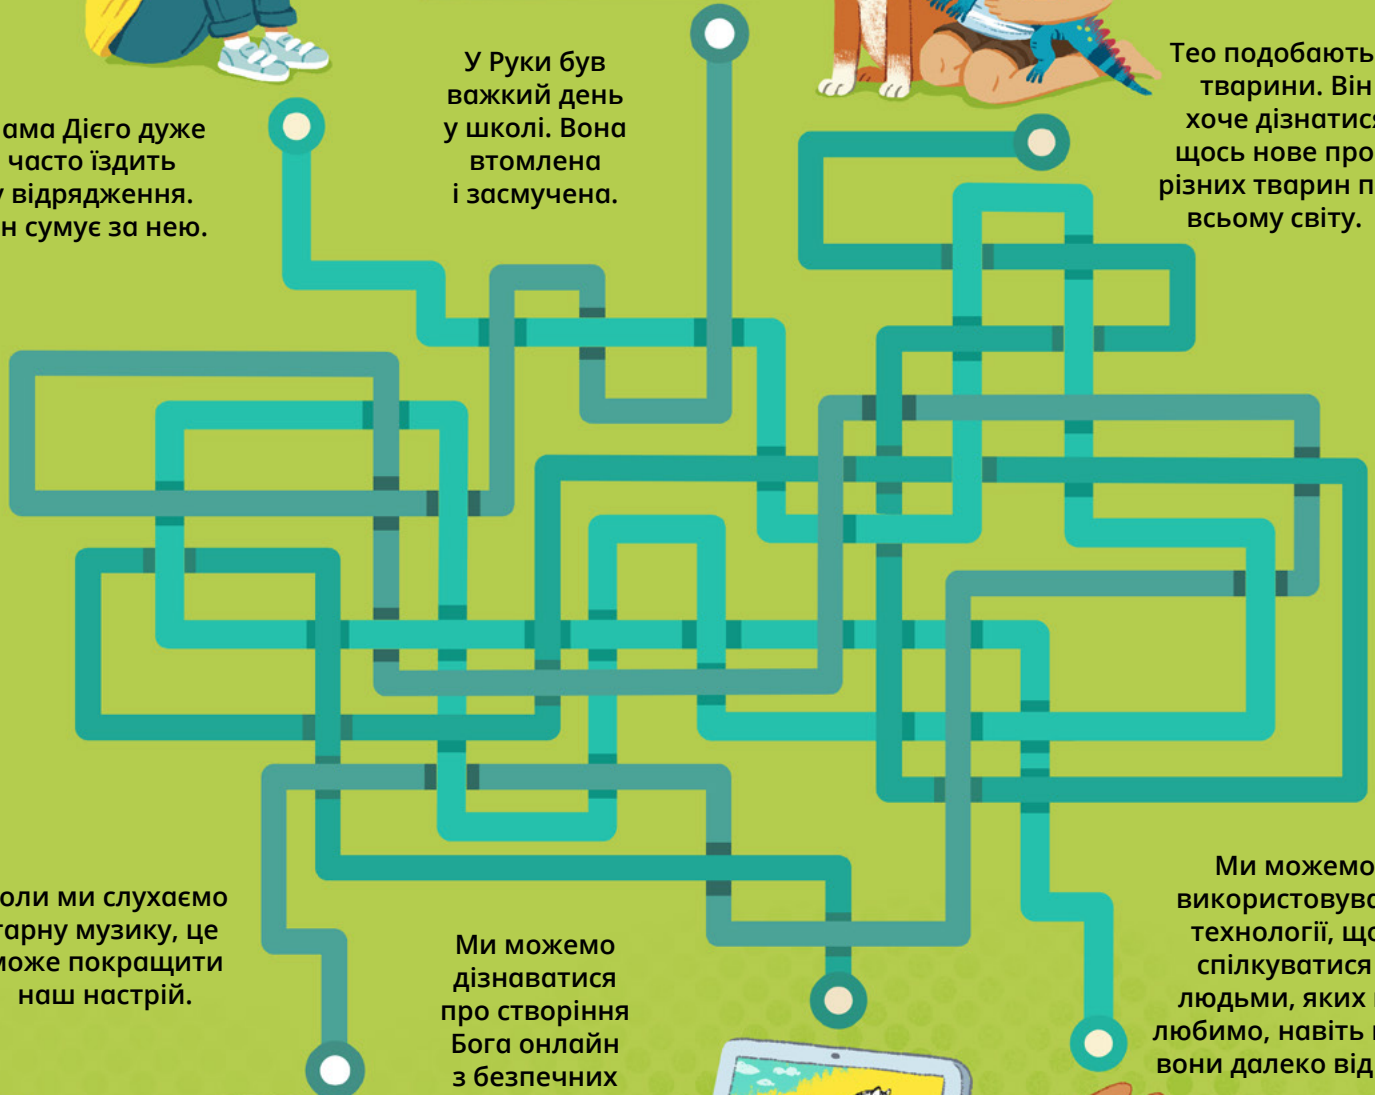 ама Дієго дуже
часто їздить
у відрядження.
н сумує за нею.
У Руки був
важкий день
у школі. Вона
втомлена
і засмучена.
Тео подобають
тварини. Він
хоче дізнатися
щось нове про
різних тварин п
всьому світу.
оли ми слухаємо
гарну музику, це
може покращити
наш настрій.
Ми можемо
дізнаватися
про створіння
Бога онлайн
з безпечних
Ми можемо
використовува
технології, що
спілкуватися
людьми, яких
любимо, навіть
вони далеко від